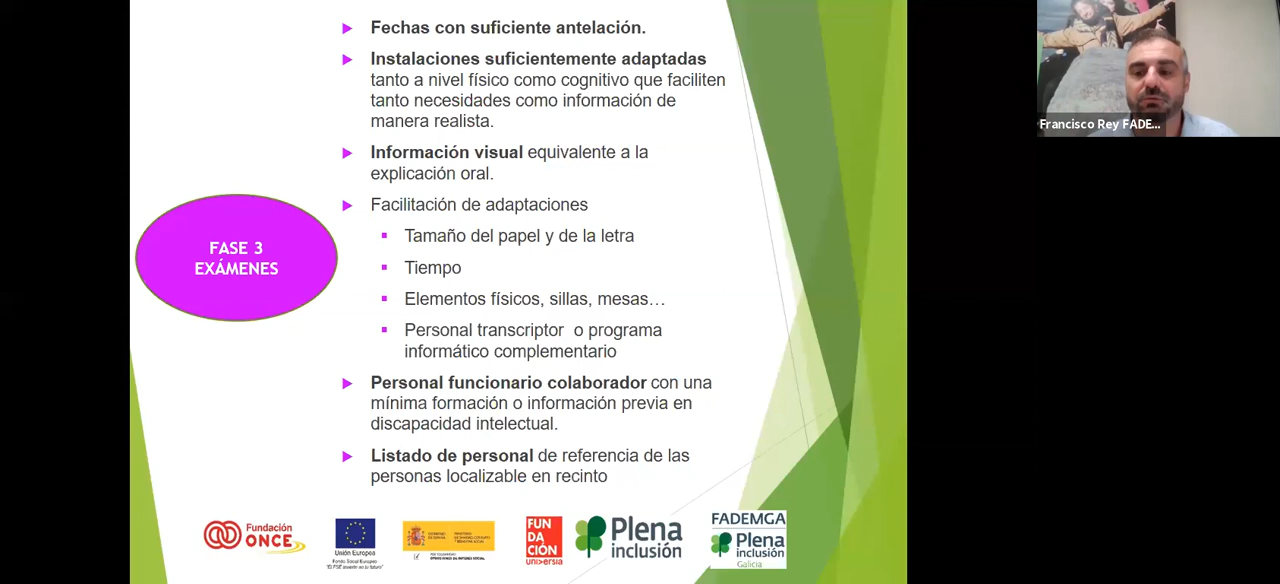 Fechas con suficiente antelación.
Instalaciones suficientemente adaptadas
tanto a nivel físico como cognitivo que faciliten
tanto necesidades como información de
manera realista.
Información visual equivalente a la
explicación oral.
Facilitación de adaptaciones
Tamaño del papel y de la letra
Tiempo
Elementos físicos, sillas, mesas…
Personal transcriptor o programa
informático complementario
Personal funcionario colaborador con una
mínima formación o información previa en
discapacidad intelectual.
Listado de personal de referencia de las
personas localizable en recinto
FASE 3
EXÁMENES
Francisco Rey FADE...
Fundación
ONCE
Unión Europea
Fondo Social Europeo
FUN
DA
CIÓN
UNIVERSIA
Plena
inclusión
FADEMGA
Plena
inclusión
Galicia